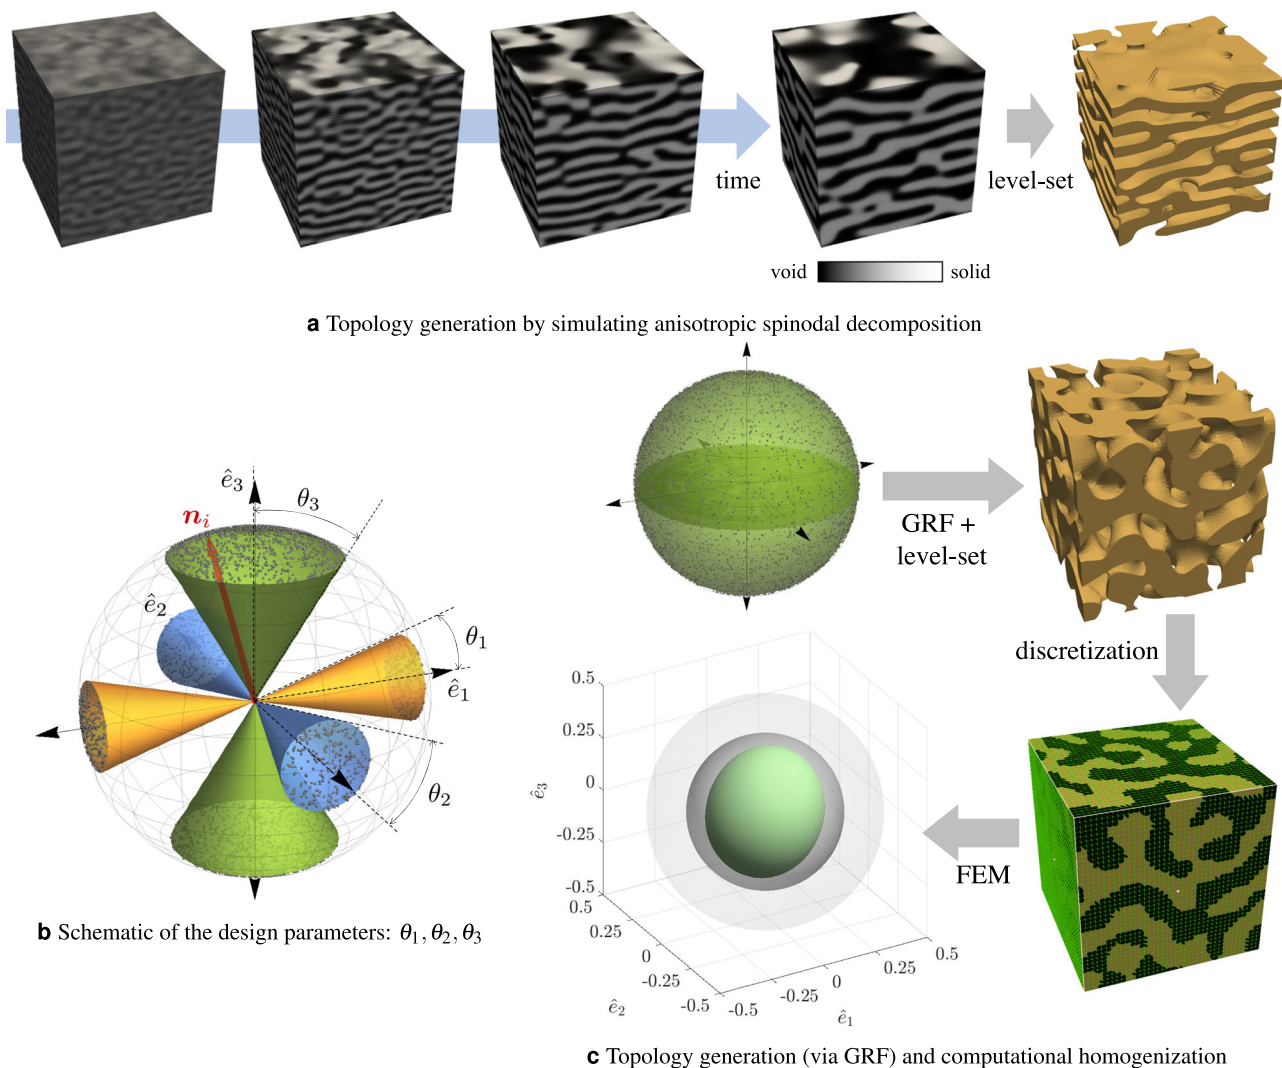 time
level-set
void
solid
a Topology generation by simulating anisotropic spinodal decomposition
ê3
θ3
ni
ê2
θ1
ê1
θ2
b Schematic of the design parameters: θ1, θ2, θ3
GRF +
level-set
discretization
FEM
0.5
0.25
0
-0.25
-0.5
ê3
0.5
0.25
0
-0.25
-0.5
ê2
-0.5
-0.25
0
0.25
0.5
ê1
c Topology generation (via GRF) and computational homogenization